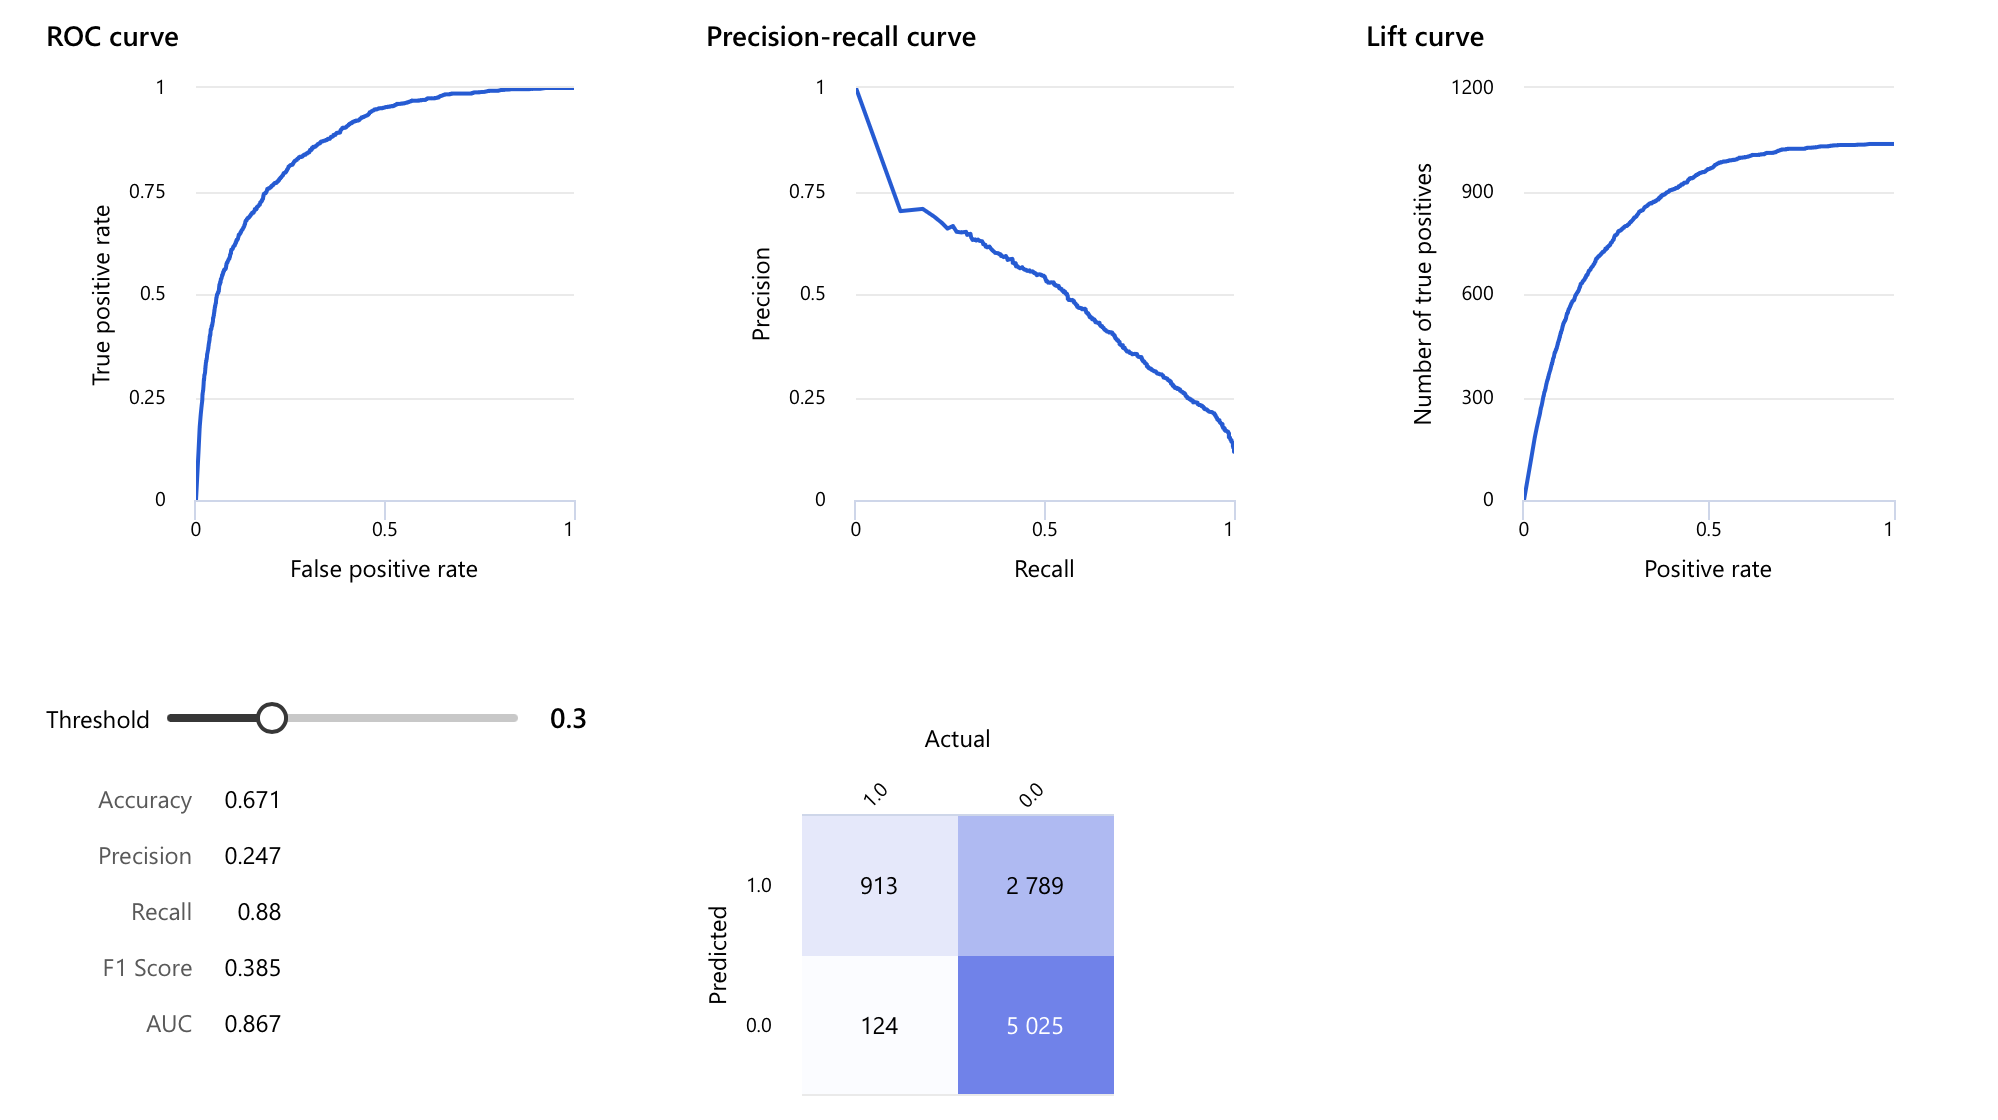 ROC curve
1
0.75
0.5
0.25
0
True positive rate
0 0.5 1
False positive rate
Precision-recall curve
1
0.75
0.5
0.25
0
Precision
0 0.5 1
Recall
Lift curve
1200
900
600
300
0
Number of true positives
0 0.5 1
Positive rate
Threshold 0.3
Accuracy 0.671
Precision 0.247
Recall 0.88
F1 Score 0.385
AUC 0.867
Actual
1.0 0.0
Predicted
1.0 913 2 789
0.0 124 5 025